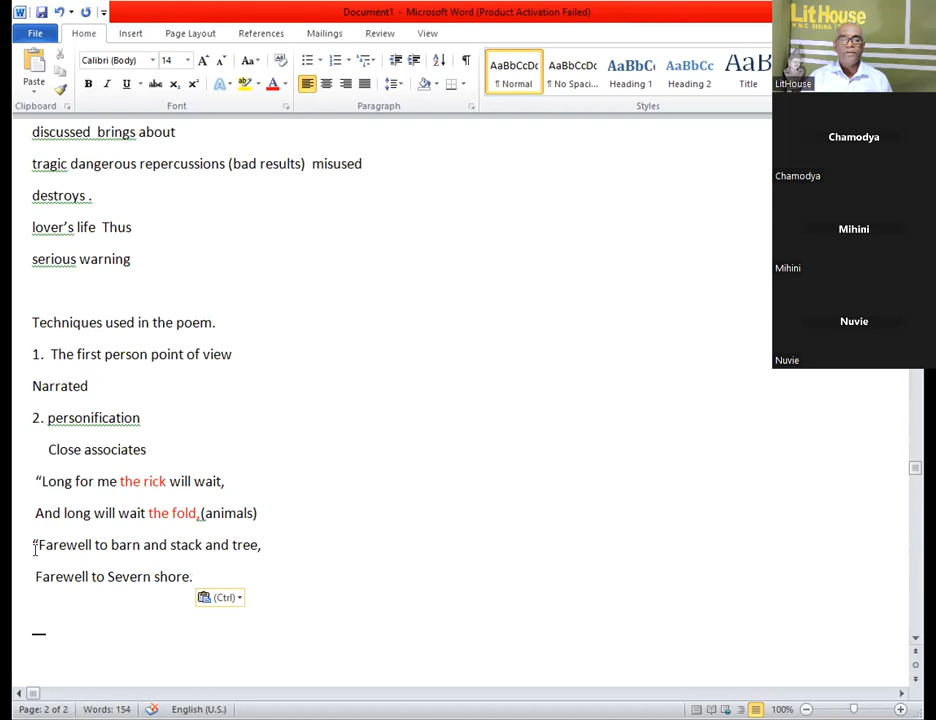 Document1 - Microsoft Word (Product Activation Failed)
File Home Insert Page Layout References Mailings Review View
Calibri (Body) 14
Paste
B I U abc x₂ x² A ab A
AaBbCcDc AaBbCcDc AaBbC AaBbCc AaB
¶ Normal ¶ No Spaci... Heading 1 Heading 2 Title
Clipboard Font Paragraph Styles
LitHouse
LitHouse
Chamodya
Chamodya
Mihini
Mihini
Nuvie
Nuvie
discussed brings about
tragic dangerous repercussions (bad results) misused
destroys .
lover’s life Thus
serious warning
Techniques used in the poem.
1. The first person point of view
Narrated
2. personification
Close associates
“Long for me the rick will wait,
And long will wait the fold,(animals)
“Farewell to barn and stack and tree,
Farewell to Severn shore.
(Ctrl)
Page: 2 of 2 Words: 154 English (U.S.) 100%